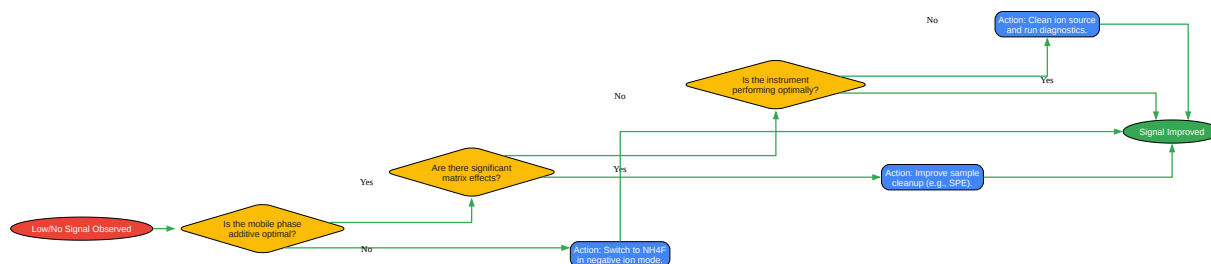 No
Action: Clean ion source
and run diagnostics.
Is the instrument
performing optimally?
Yes
No
Signal Improved
Are there significant
matrix effects?
Yes
Action: Improve sample
cleanup (e.g., SPE).
Yes
Low/No Signal Observed
Is the mobile phase
additive optimal?
No
Action: Switch to NH4F
in negative ion mode.